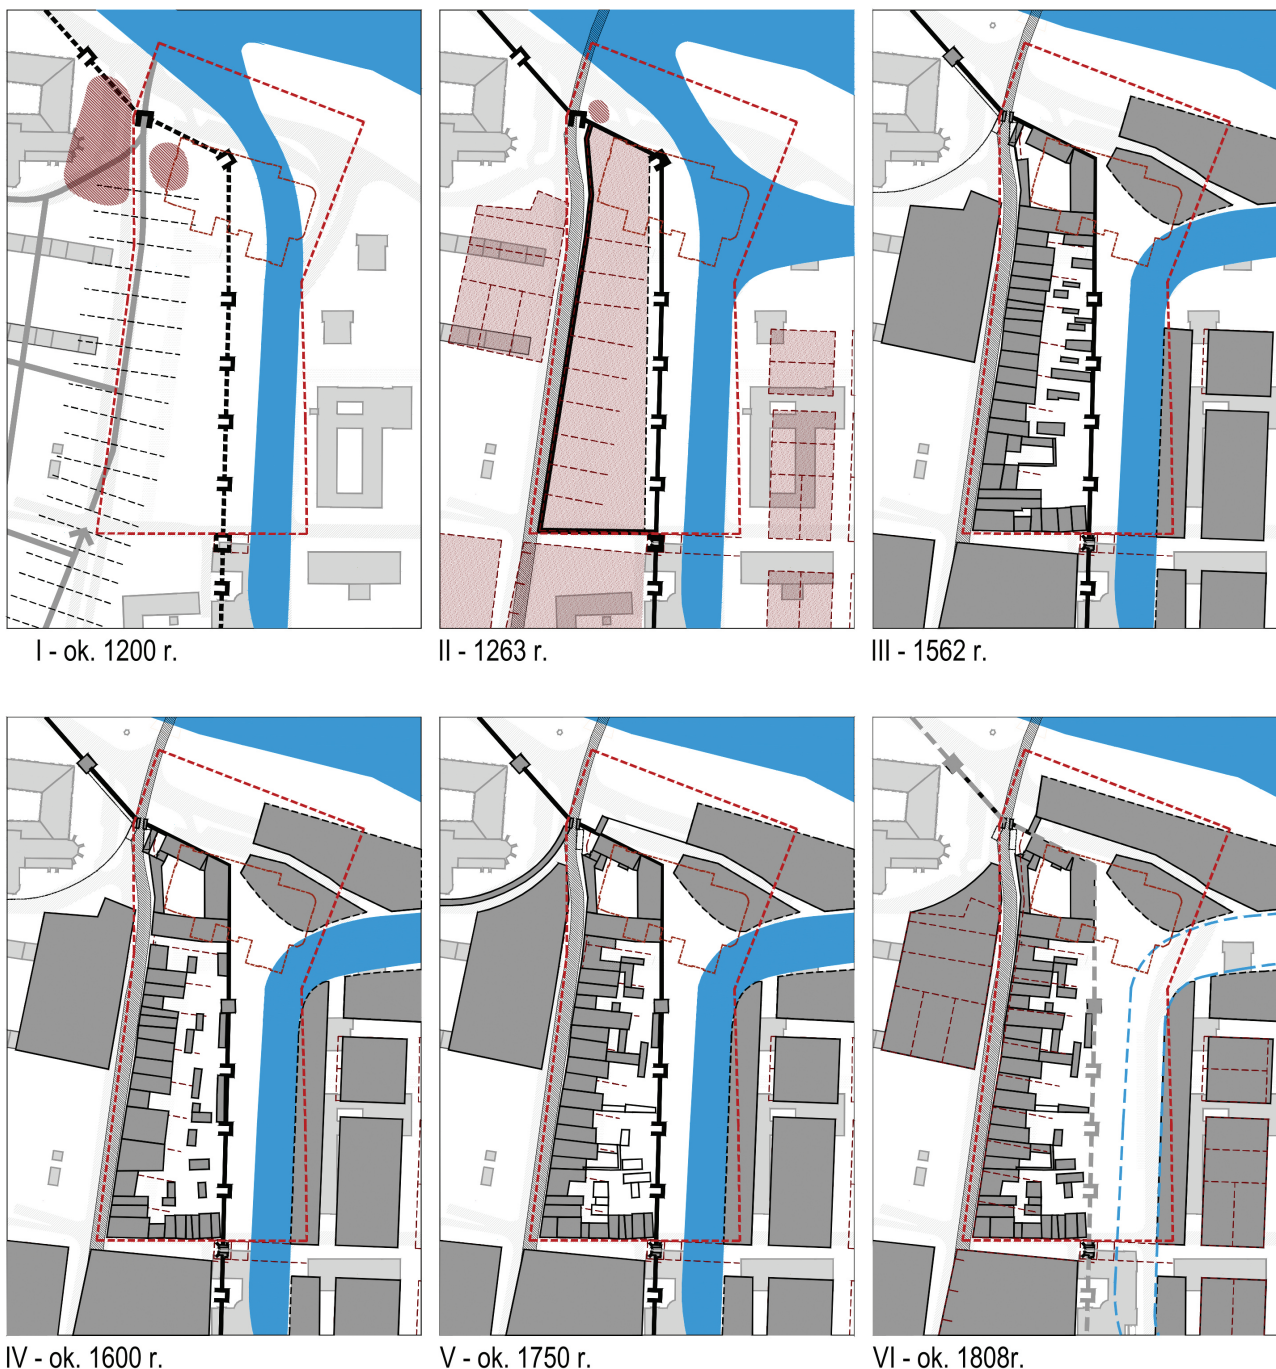 I - ok. 1200 r.
II - 1263 r.
III - 1562 r.
IV - ok. 1600 r.
V - ok. 1750 r.
VI - ok. 1808r.